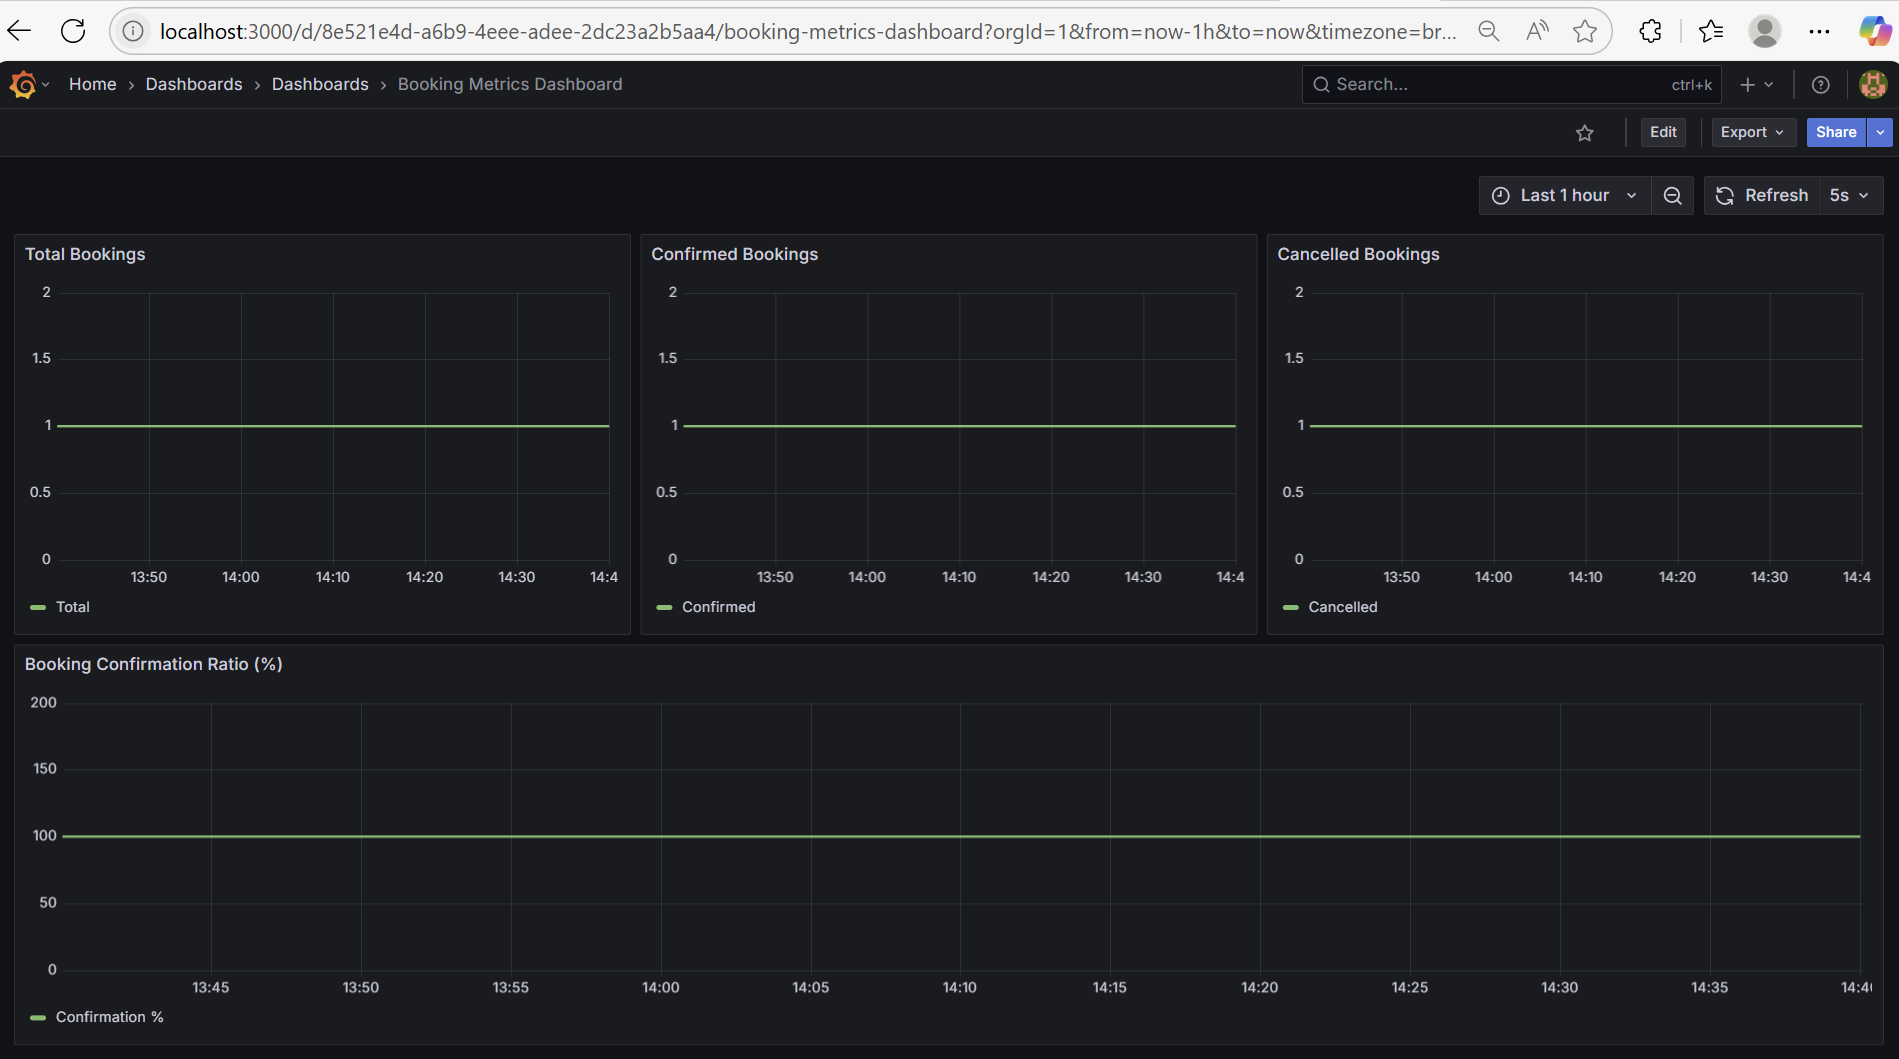 localhost:3000/d/8e521e4d-a6b9-4eee-adee-2dc23a2b5aa4/booking-metrics-dashboard?orgId=1&from=now-1h&to=now&timezone=br...
Home › Dashboards › Dashboards › Booking Metrics Dashboard
Search... ctrl+k
Edit Export Share
Last 1 hour Refresh 5s
Total Bookings
2
1.5
1
0.5
0
13:50 14:00 14:10 14:20 14:30 14:4
Total
Confirmed Bookings
2
1.5
1
0.5
0
13:50 14:00 14:10 14:20 14:30 14:4
Confirmed
Cancelled Bookings
2
1.5
1
0.5
0
13:50 14:00 14:10 14:20 14:30 14:4
Cancelled
Booking Confirmation Ratio (%)
200
150
100
50
0
13:45 13:50 13:55 14:00 14:05 14:10 14:15 14:20 14:25 14:30 14:35 14:4
Confirmation %